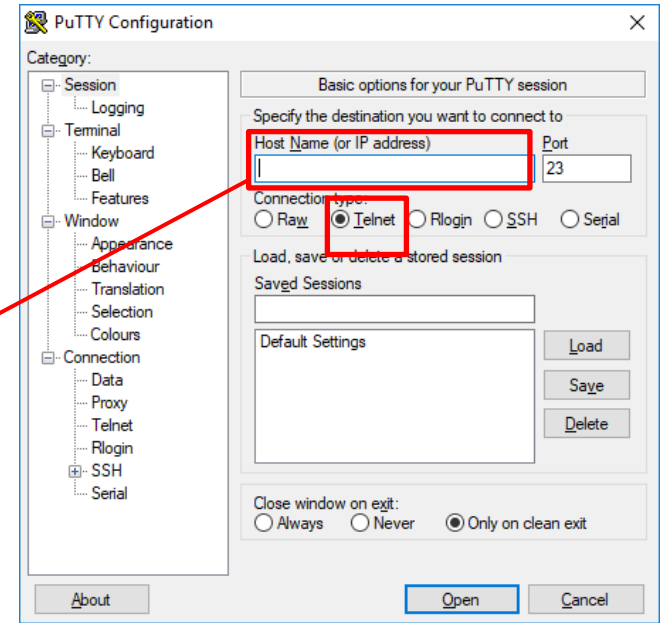 PuTTY Configuration
Category:
Session
Logging
Terminal
Keyboard
Bell
Features
Window
Appearance
Behaviour
Translation
Selection
Colours
Connection
Data
Proxy
Telnet
Rlogin
SSH
Serial
Basic options for your PuTTY session
Specify the destination you want to connect to
Host Name (or IP address) Port
23
Connection type:
Raw Telnet Rlogin SSH Serial
Load, save or delete a stored session
Saved Sessions
Default Settings
Load
Save
Delete
Close window on exit:
Always Never Only on clean exit
About Open Cancel